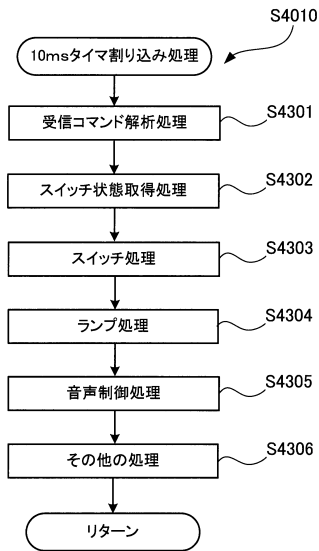 S4010
10msタイマ割り込み処理
受信コマンド解析処理
S4301
スイッチ状態取得処理
S4302
スイッチ処理
S4303
ランプ処理
S4304
音声制御処理
S4305
その他の処理
S4306
リターン